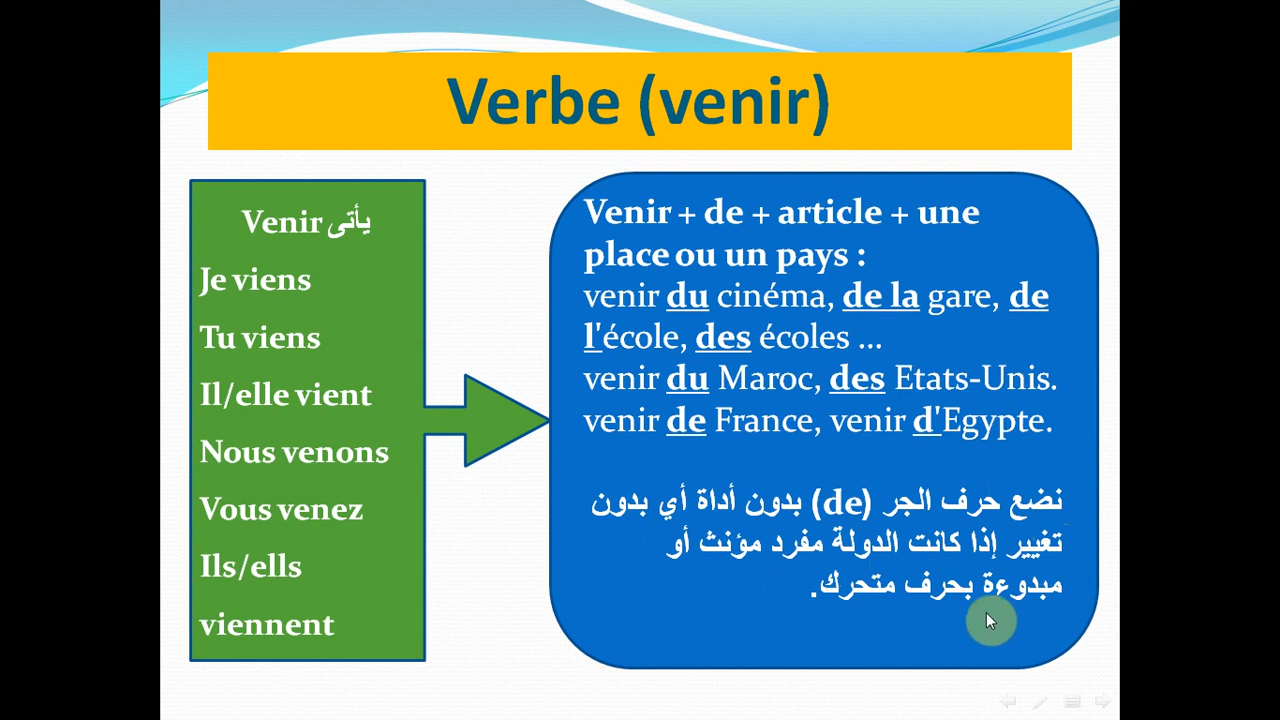 Verbe (venir)
Venir يأتى
Je viens
Tu viens
Il/elle vient
Nous venons
Vous venez
Ils/ells
viennent
Venir + de + article + une
place ou un pays :
venir du cinéma, de la gare, de
l'école, des écoles ...
venir du Maroc, des Etats-Unis.
venir de France, venir d'Egypte.
نضع حرف الجر (de) بدون أداة أي بدون
تغيير إذا كانت الدولة مفرد مؤنث أو
مبدوءة بحرف متحرك.